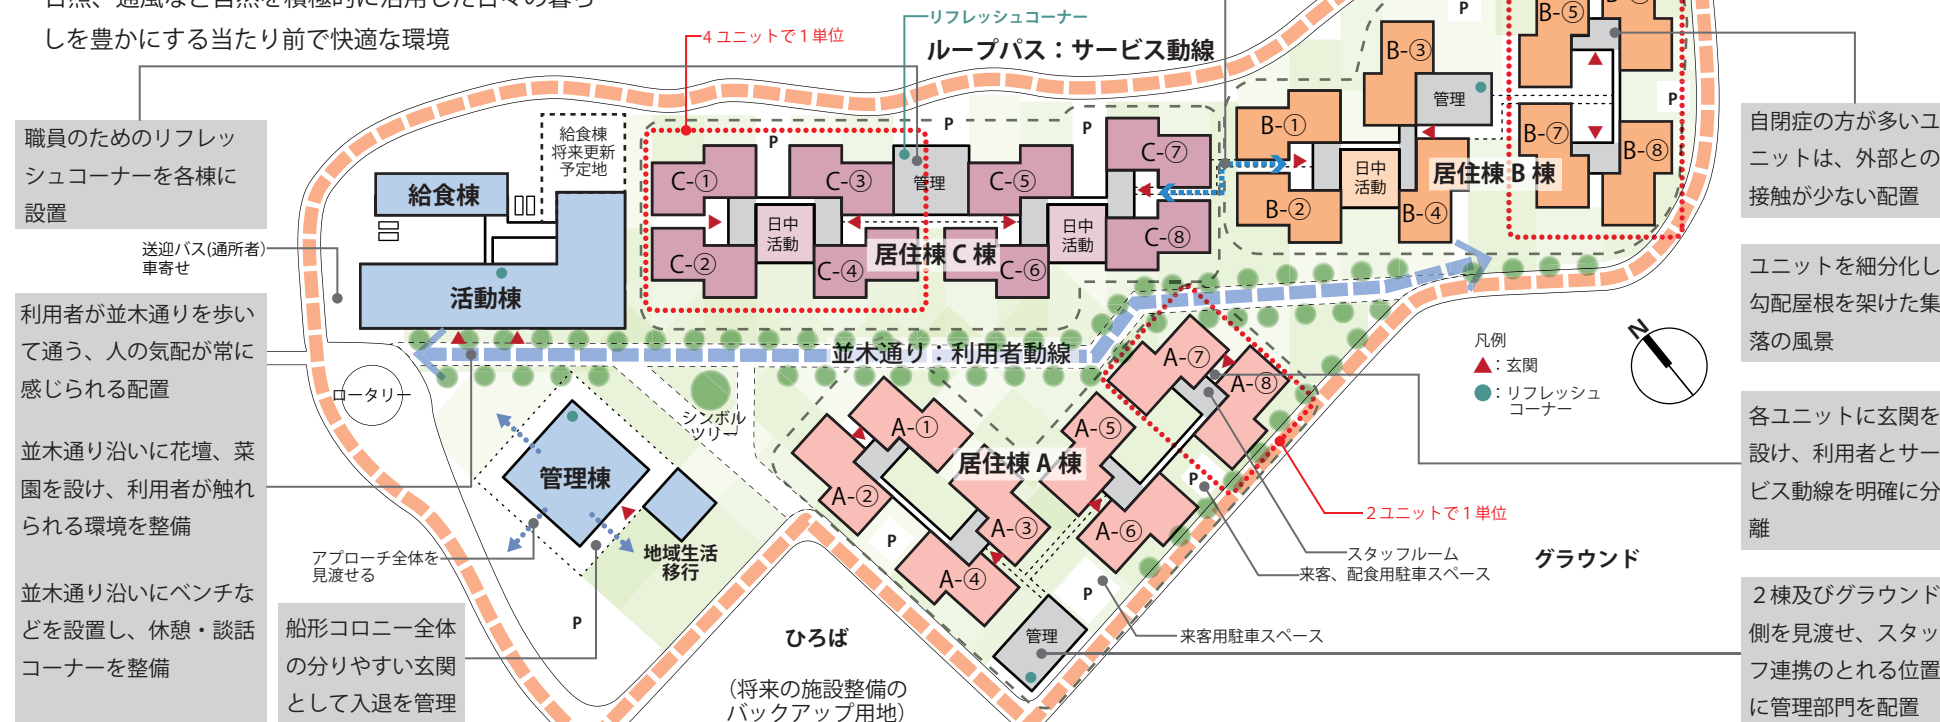 しを豊かにする当たり前で快適な環境
リフレッシュコーナー
4 ユニットで 1 単位
ループパス：サービス動線
職員のためのリフレッ
シュコーナーを各棟に
設置
送迎バス(通所者)
車寄せ
利用者が並木通りを歩い
て通う、人の気配が常に
感じられる配置
並木通り沿いに花壇、菜
園を設け、利用者が触れ
られる環境を整備
並木通り沿いにベンチな
どを設置し、休憩・談話
コーナーを整備
給食棟
将来更新
予定地
給食棟
活動棟
ロータリー
シンボル
ツリー
管理棟
地域生活
移行
アプローチ全体を
見渡せる
船形コロニー全体
の分りやすい玄関
として入退を管理
P
P
P
P
C-①
C-②
C-③
C-④
C-⑤
C-⑥
C-⑦
C-⑧
管理
日中
活動
日中
活動
居住棟 C 棟
P
B-①
B-②
B-③
B-④
B-⑤
B-⑦
B-⑧
管理
日中
活動
居住棟 B 棟
P
並木通り：利用者動線
A-①
A-②
A-③
A-④
A-⑤
A-⑥
A-⑦
A-⑧
居住棟 A 棟
P
P
P
管理
ひろば
（将来の施設整備の
バックアップ用地）
2 ユニットで 1 単位
スタッフルーム
来客、配食用駐車スペース
来客用駐車スペース
グラウンド
凡例
：玄関
：リフレッシュ
コーナー
N
自閉症の方が多いユ
ニットは、外部との
接触が少ない配置
ユニットを細分化し
勾配屋根を架けた集
落の風景
各ユニットに玄関を
設け、利用者とサー
ビス動線を明確に分
離
２棟及びグラウンド
側を見渡せ、スタッ
フ連携のとれる位置
に管理部門を配置